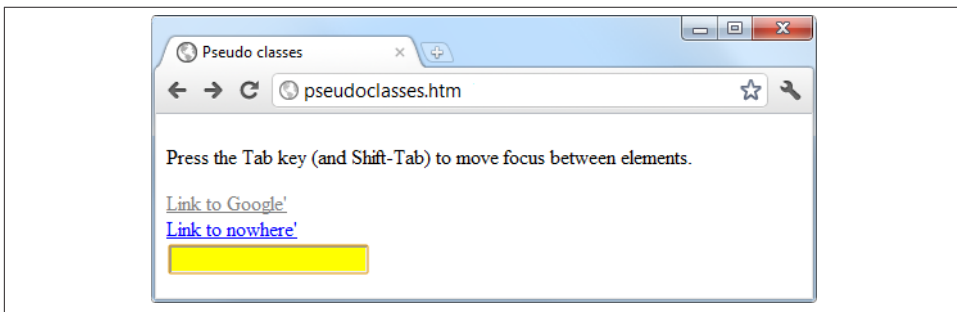 Pseudo classes
pseudoclasses.htm
Press the Tab key (and Shift-Tab) to move focus between elements.
Link to Google'
Link to nowhere'